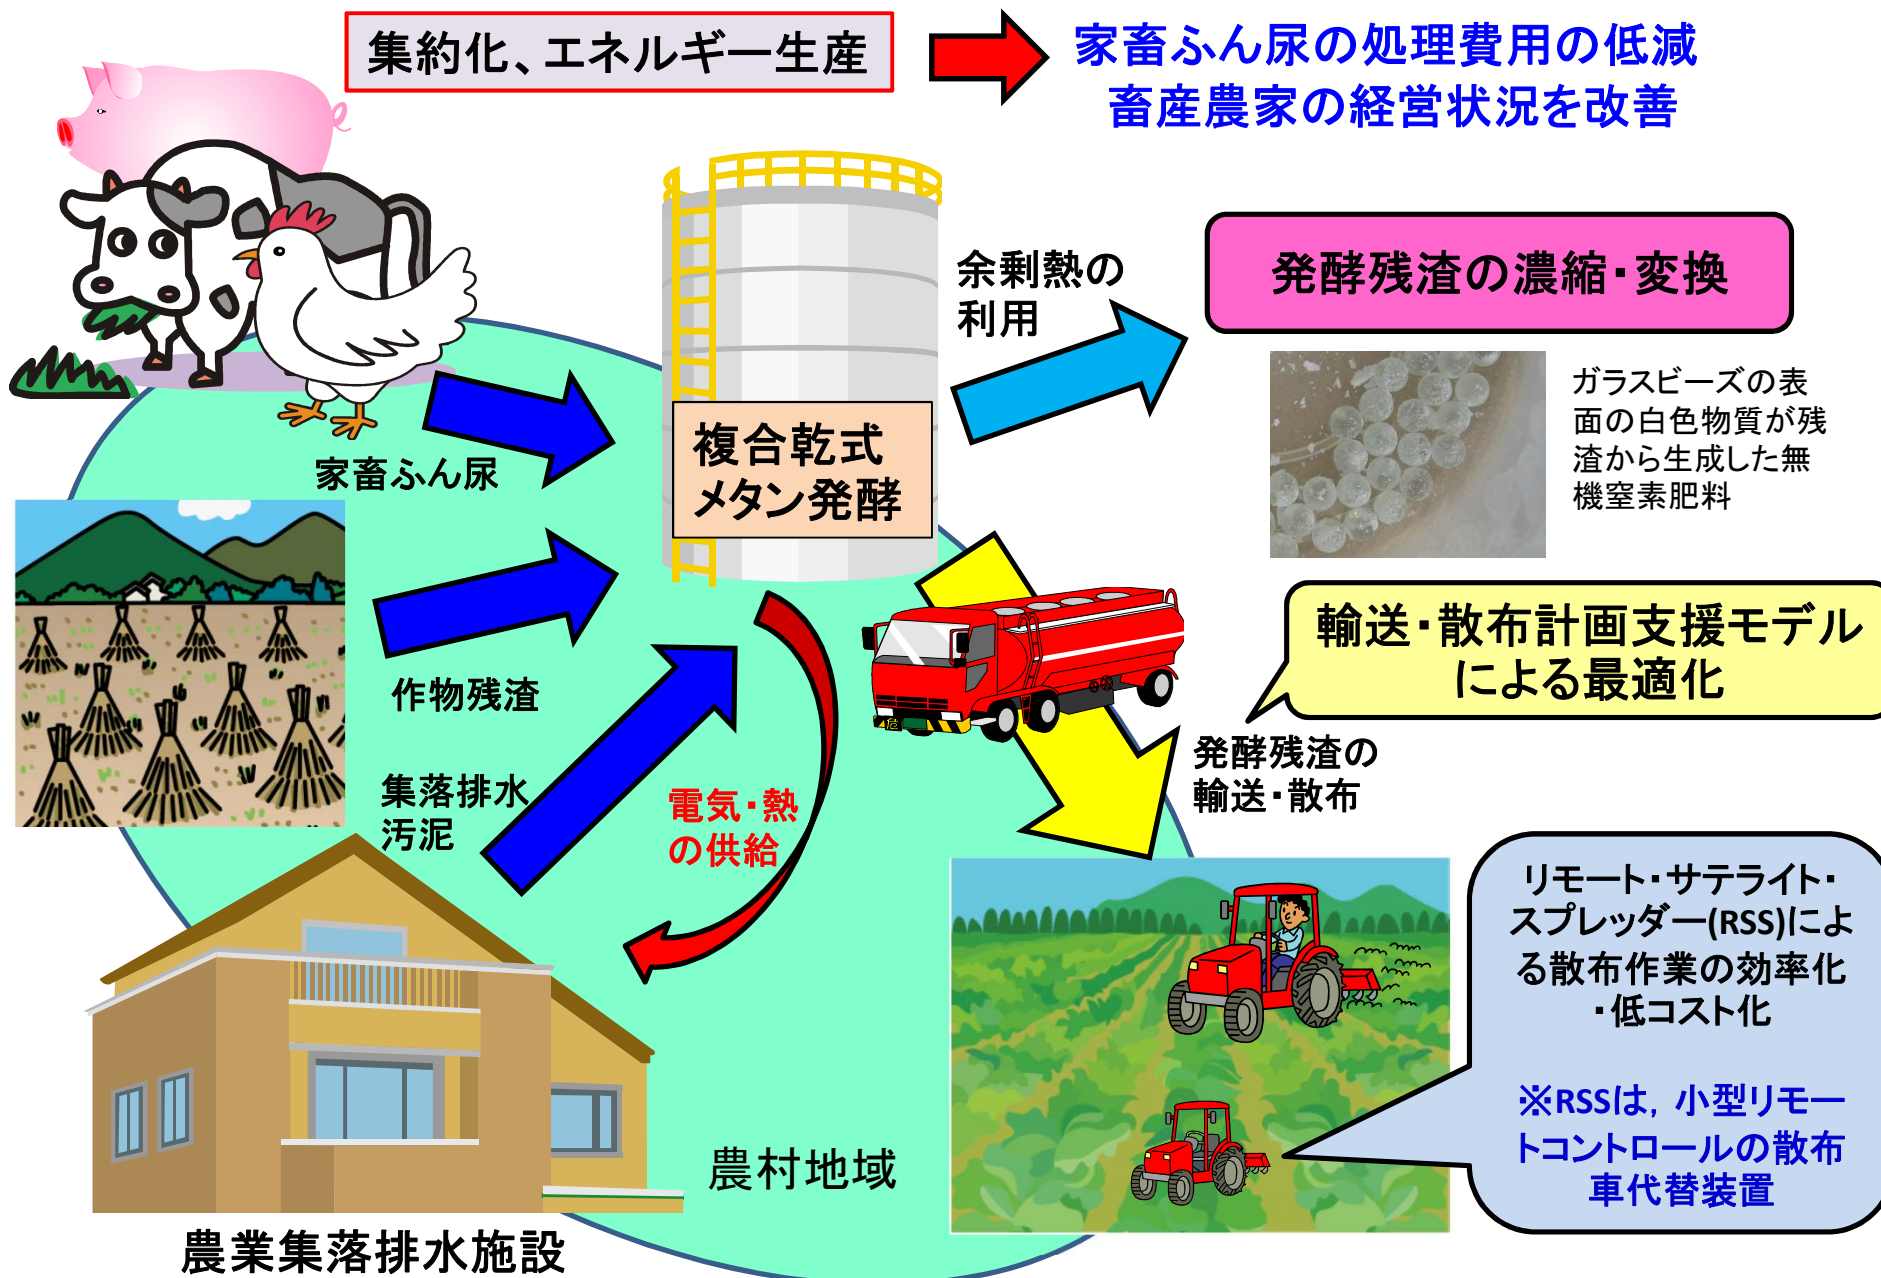 集約化、エネルギー生産
家畜ふん尿の処理費用の低減
畜産農家の経営状況を改善
余剰熱の
利用
発酵残渣の濃縮・変換
ガラスビーズの表
面の白色物質が残
渣から生成した無
機窒素肥料
複合乾式
メタン発酵
家畜ふん尿
作物残渣
集落排水
汚泥
電気・熱
の供給
危
輸送・散布計画支援モデル
による最適化
発酵残渣の
輸送・散布
リモート・サテライト・
スプレッダー(RSS)によ
る散布作業の効率化
・低コスト化
※RSSは，小型リモー
トコントロールの散布
車代替装置
農村地域
農業集落排水施設